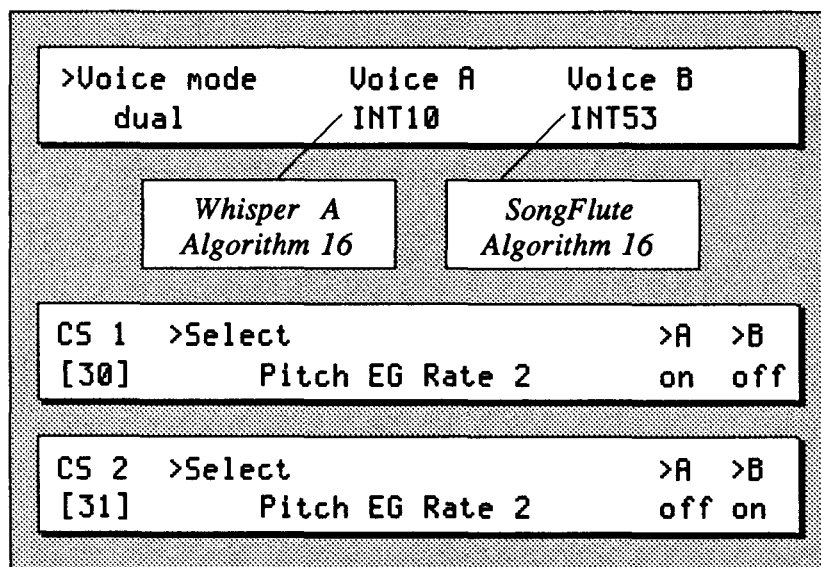 >Voice mode Voice A Voice B
dual INT10 INT53
Whisper A
Algorithm 16
SongFlute
Algorithm 16
CS 1 >Select >A >B
[30] Pitch EG Rate 2 on off
CS 2 >Select >A >B
[31] Pitch EG Rate 2 off on